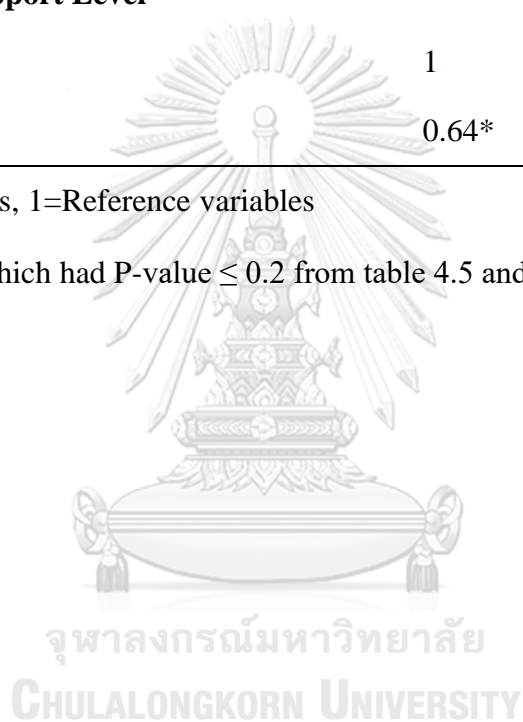 port Level
1
0.64*
s, 1=Reference variables
hich had P-value ≤ 0.2 from table 4.5 and
จุฬาลงกรณ์มหาวิทยาลัย
CHULALONGKORN UNIVERSITY